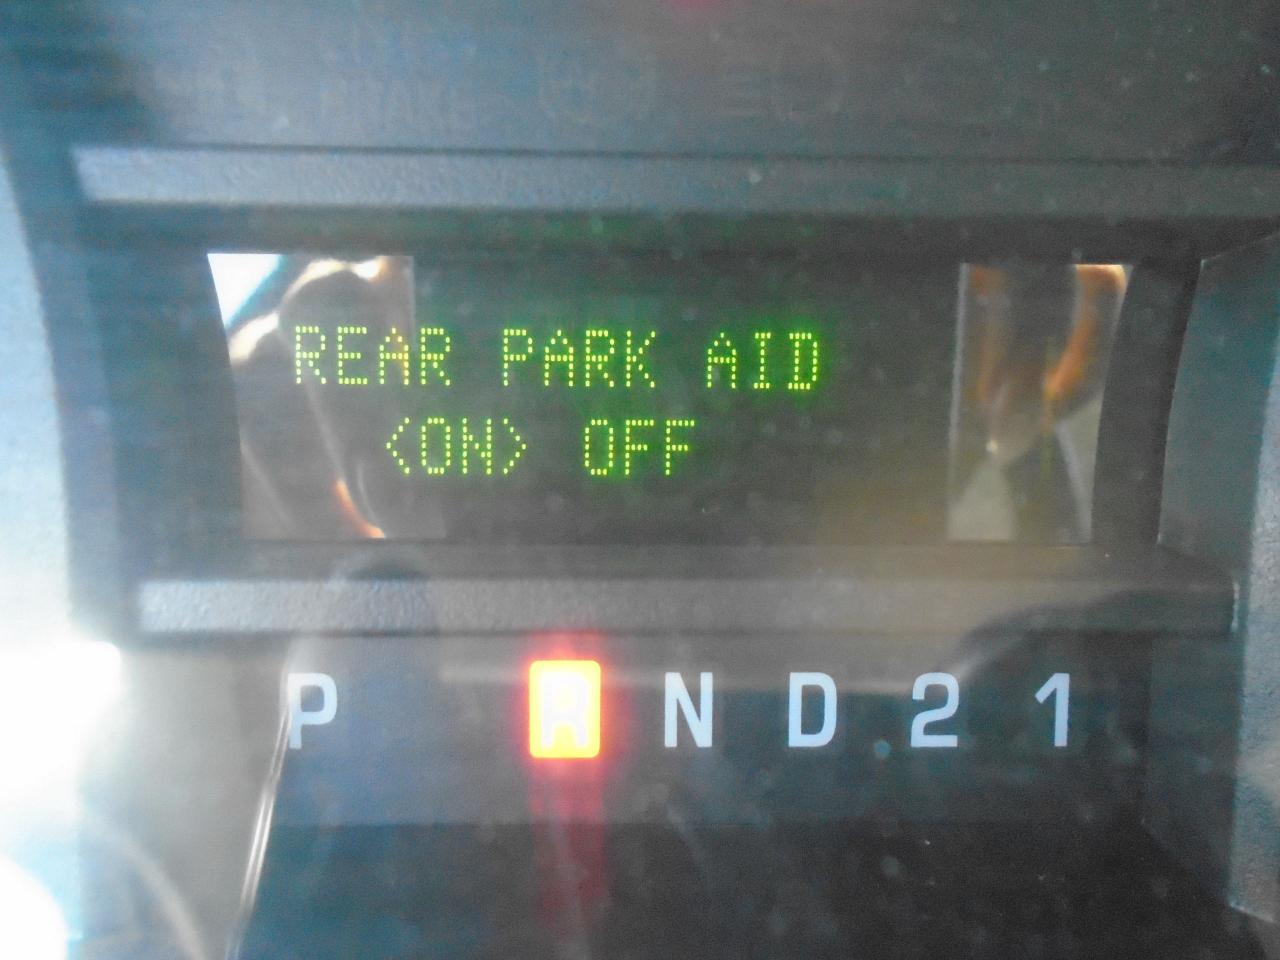 REAR PARK AID
<ON> OFF
P R N D 2 1